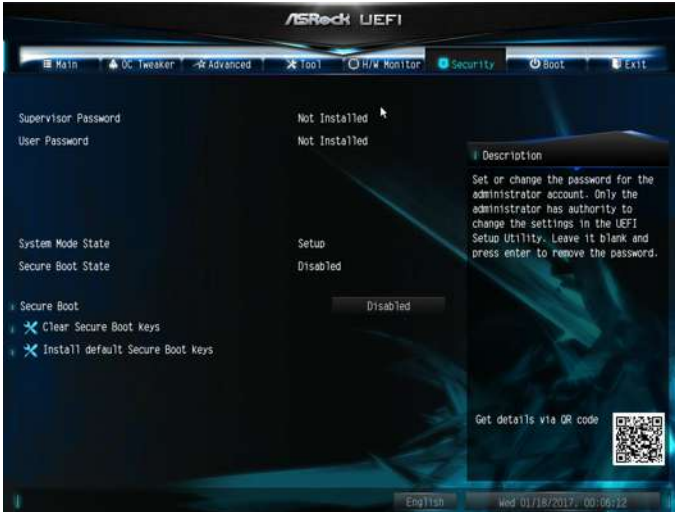 ASRock UEFI
Main OC Tweaker Advanced Tool H/W Monitor Security Boot Exit
Supervisor Password Not Installed
User Password Not Installed
Description
Set or change the password for the
administrator account. Only the
administrator has authority to
change the settings in the UEFI
Setup Utility. Leave it blank and
press enter to remove the password.
System Mode State Setup
Secure Boot State Disabled
Secure Boot Disabled
Clear Secure Boot keys
Install default Secure Boot keys
Get details via QR code
English Wed 01/18/2017, 00:06:12